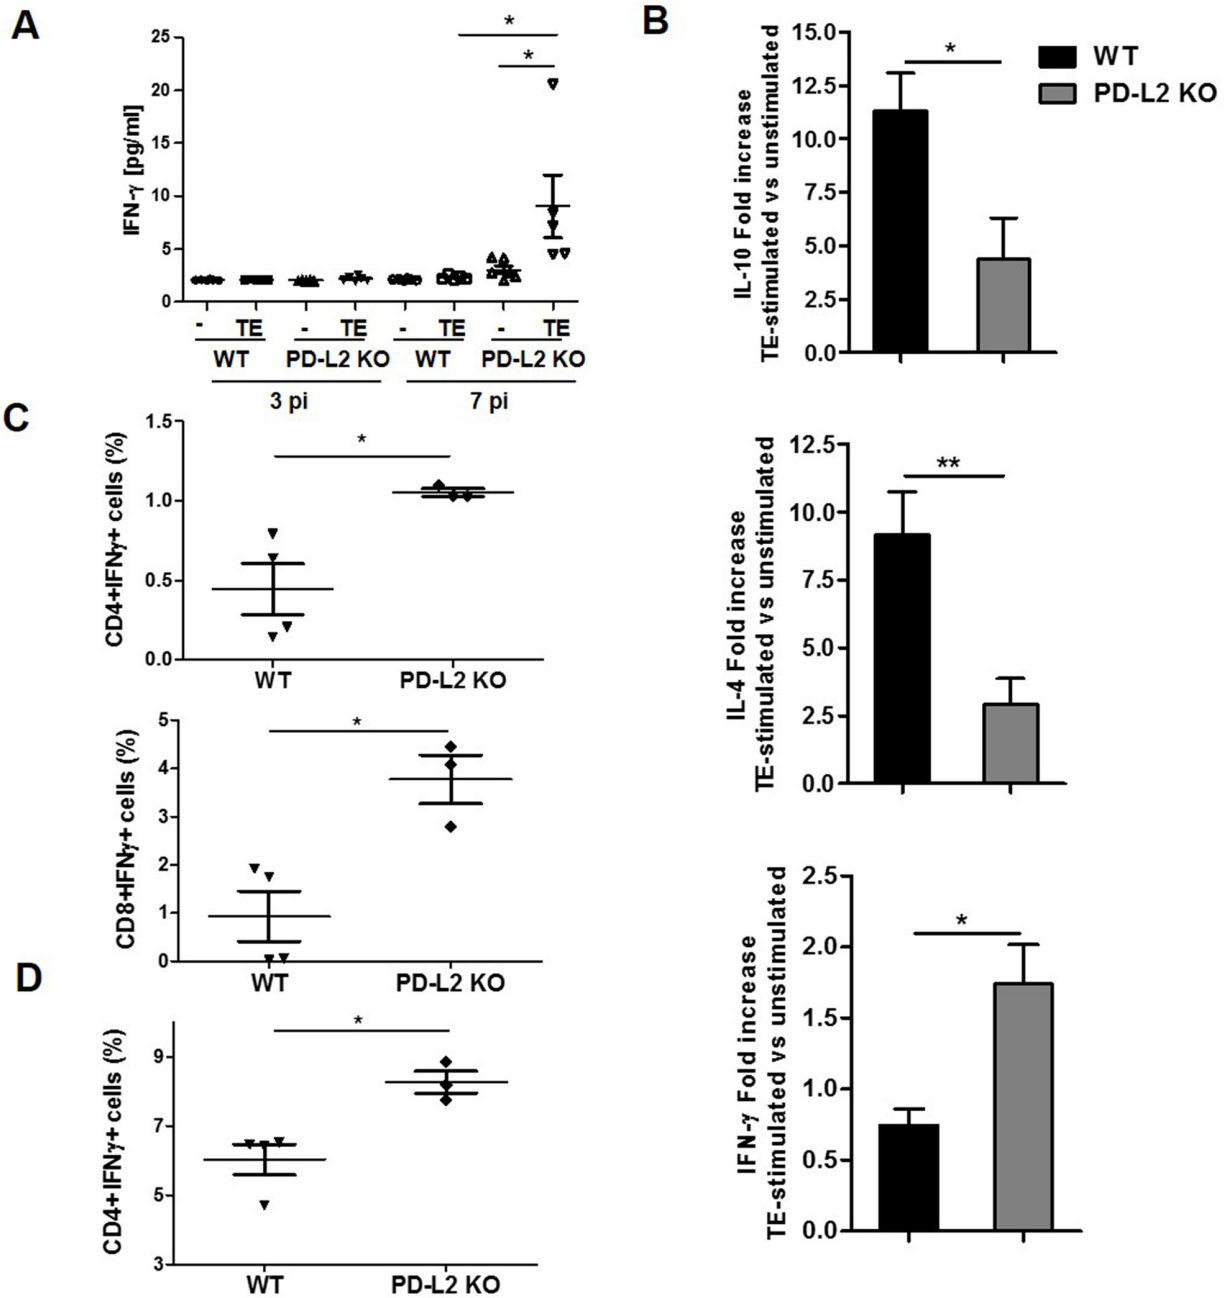 A
IFN-γ [pg/ml]
25
20
15
10
5
0
*
*
- TE - TE - TE - TE
WT PD-L2 KO WT PD-L2 KO
3 pi 7 pi
B
IL-10 Fold increase
TE-stimulated vs unstimulated
15.0
12.5
10.0
7.5
5.0
2.5
0.0
*
WT
PD-L2 KO
IL-4 Fold increase
TE-stimulated vs unstimulated
12.5
10.0
7.5
5.0
2.5
0.0
**
IFN-γ Fold increase
TE-stimulated vs unstimulated
2.5
2.0
1.5
1.0
0.5
0.0
*
C
CD4+IFNγ+ cells (%)
1.5
1.0
0.5
0.0
*
WT PD-L2 KO
CD8+IFNγ+ cells (%)
5
4
3
2
1
0
*
WT PD-L2 KO
D
CD4+IFNγ+ cells (%)
9
7
5
3
*
WT PD-L2 KO